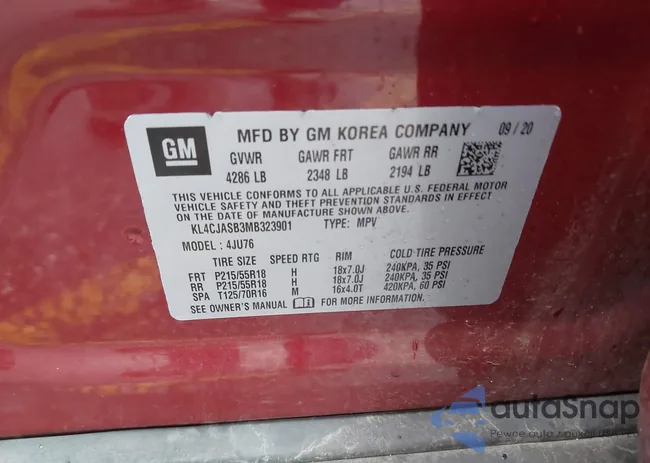 GM MFD BY GM KOREA COMPANY 09/20
GVWR GAWR FRT GAWR RR
4286 LB 2348 LB 2194 LB
THIS VEHICLE CONFORMS TO ALL APPLICABLE U.S. FEDERAL MOTOR
VEHICLE SAFETY AND THEFT PREVENTION STANDARDS IN EFFECT
ON THE DATE OF MANUFACTURE SHOWN ABOVE.
KL4CJASB3MB323901 TYPE: MPV
MODEL: 4JU76
TIRE SIZE SPEED RTG RIM COLD TIRE PRESSURE
FRT P215/55R18 H 18x7.0J 240KPA, 35 PSI
RR P215/55R18 H 18x7.0J 240KPA, 35 PSI
SPA T125/70R16 M 16x4.0T 420KPA, 60 PSI
SEE OWNER'S MANUAL FOR MORE INFORMATION.
autoSnap
Pewne auto z każdej